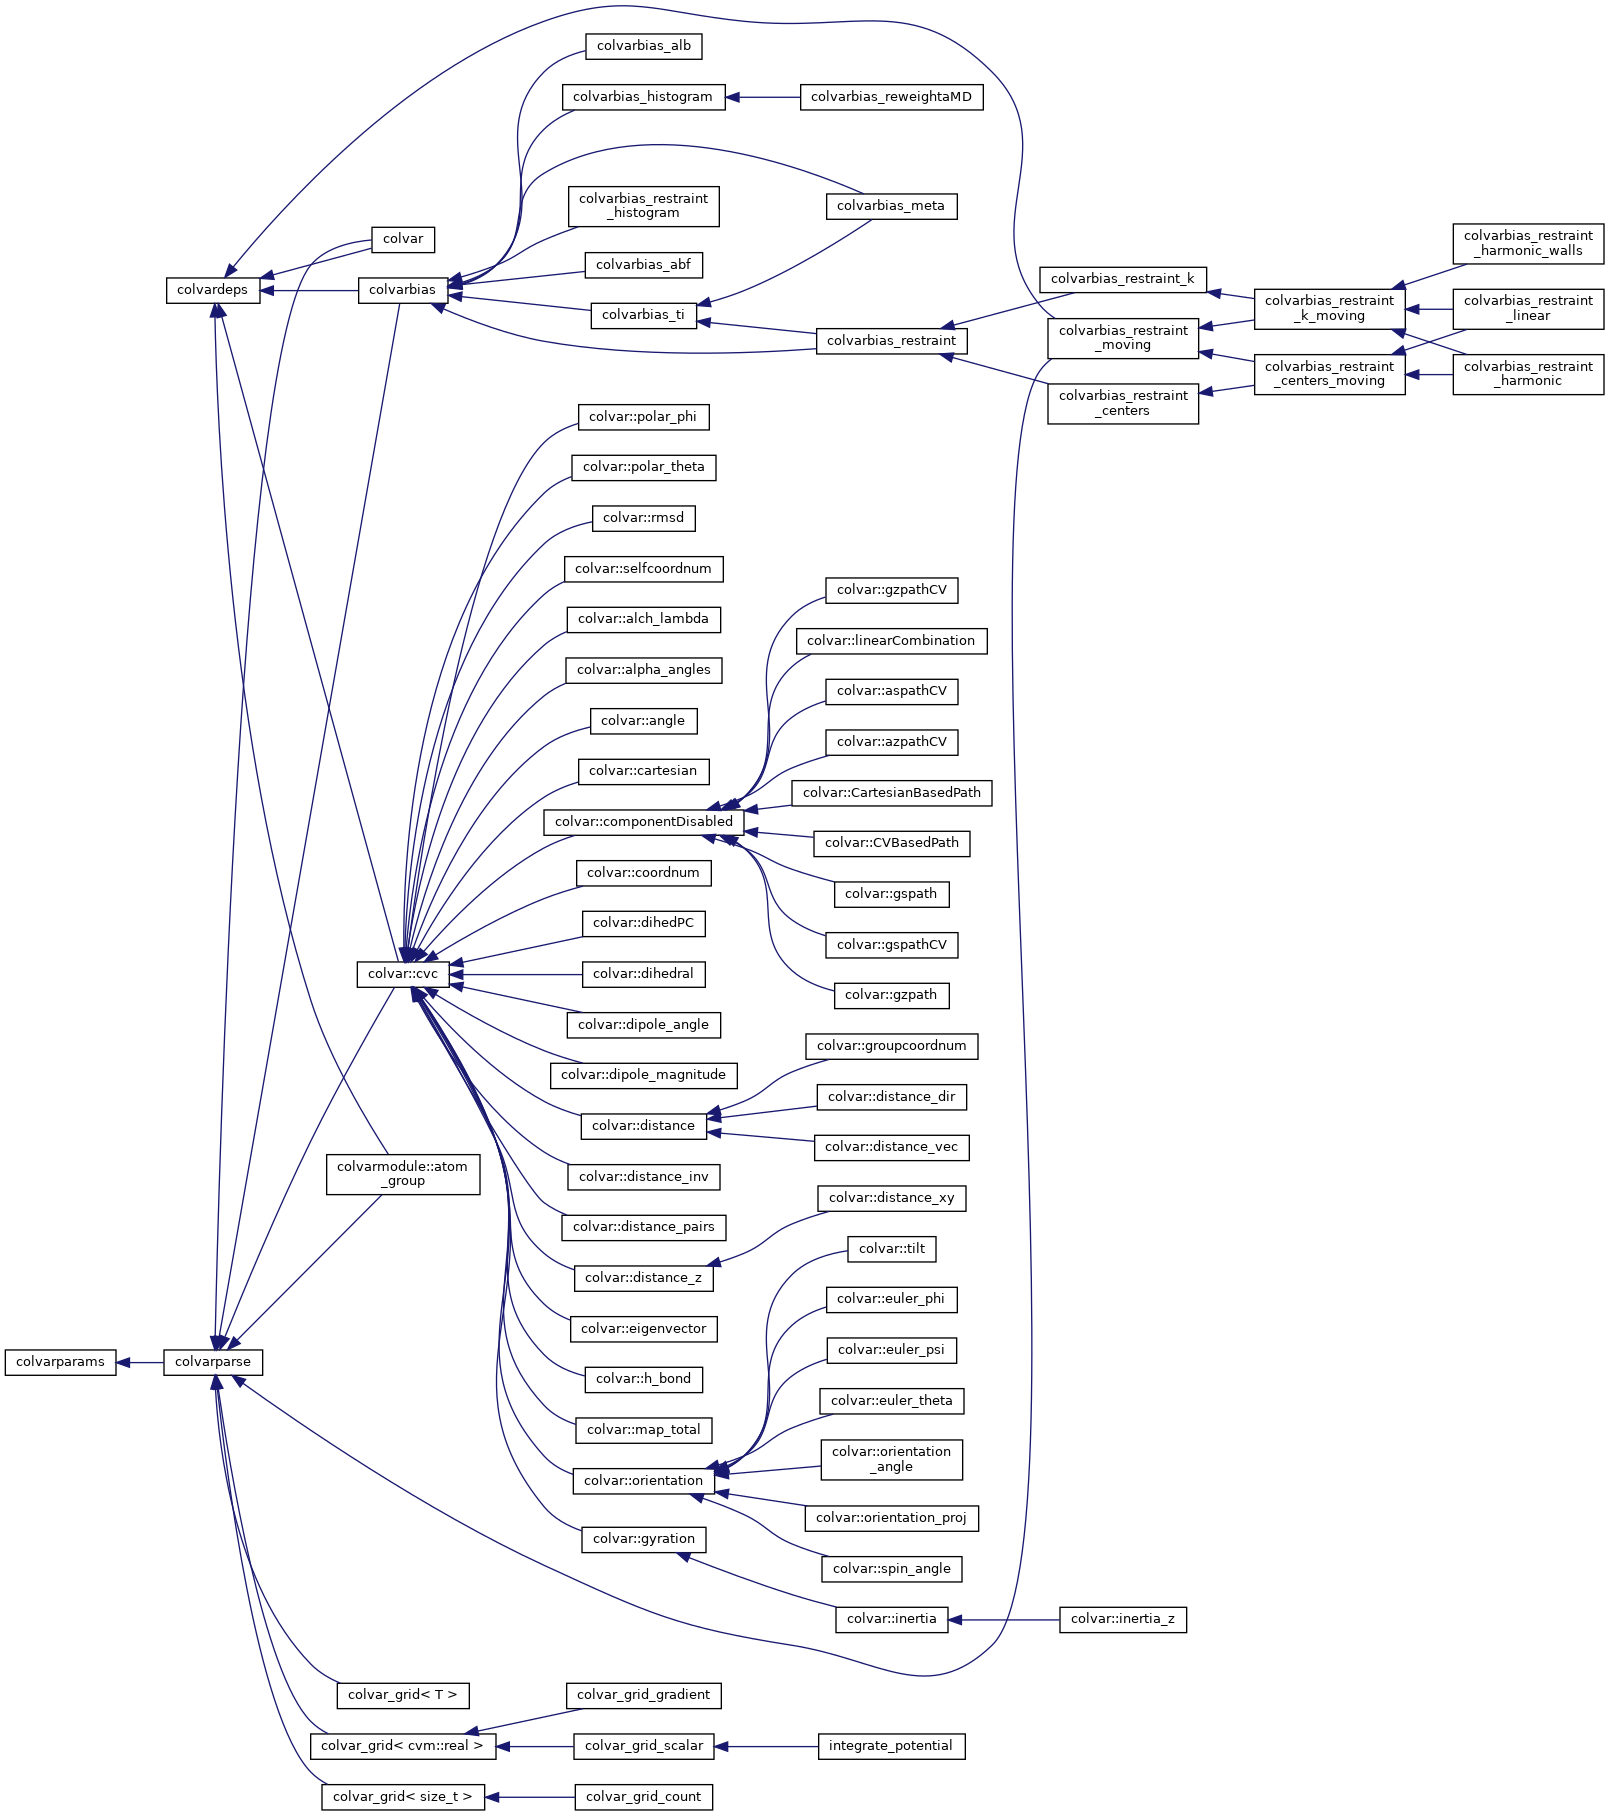 colvarbias_alb
colvarbias_histogram
colvarbias_reweightaMD
colvarbias_restraint
_histogram
colvarbias_meta
colvar
colvarbias_restraint
_harmonic_walls
colvarbias_abf
colvarbias_restraint_k
colvardeps
colvarbias
colvarbias_ti
colvarbias_restraint
_k_moving
colvarbias_restraint
_linear
colvarbias_restraint
colvarbias_restraint
_moving
colvarbias_restraint
_centers_moving
colvarbias_restraint
_harmonic
colvarbias_restraint
_centers
colvar::polar_phi
colvar::polar_theta
colvar::rmsd
colvar::selfcoordnum
colvar::alch_lambda
colvar::alpha_angles
colvar::angle
colvar::cartesian
colvar::componentDisabled
colvar::gzpathCV
colvar::linearCombination
colvar::aspathCV
colvar::azpathCV
colvar::CartesianBasedPath
colvar::CVBasedPath
colvar::gspath
colvar::gspathCV
colvar::gzpath
colvar::coordnum
colvar::dihedPC
colvar::cvc
colvar::dihedral
colvar::dipole_angle
colvar::dipole_magnitude
colvar::distance
colvar::groupcoordnum
colvar::distance_dir
colvar::distance_vec
colvarmodule::atom
_group
colvar::distance_inv
colvar::distance_pairs
colvar::distance_xy
colvar::distance_z
colvar::tilt
colvar::euler_phi
colvar::eigenvector
colvar::euler_psi
colvarparams
colvarparse
colvar::h_bond
colvar::euler_theta
colvar::map_total
colvar::orientation
_angle
colvar::orientation
colvar::orientation_proj
colvar::gyration
colvar::spin_angle
colvar::inertia
colvar::inertia_z
colvar_grid< T >
colvar_grid_gradient
colvar_grid< cvm::real >
colvar_grid_scalar
integrate_potential
colvar_grid< size_t >
colvar_grid_count